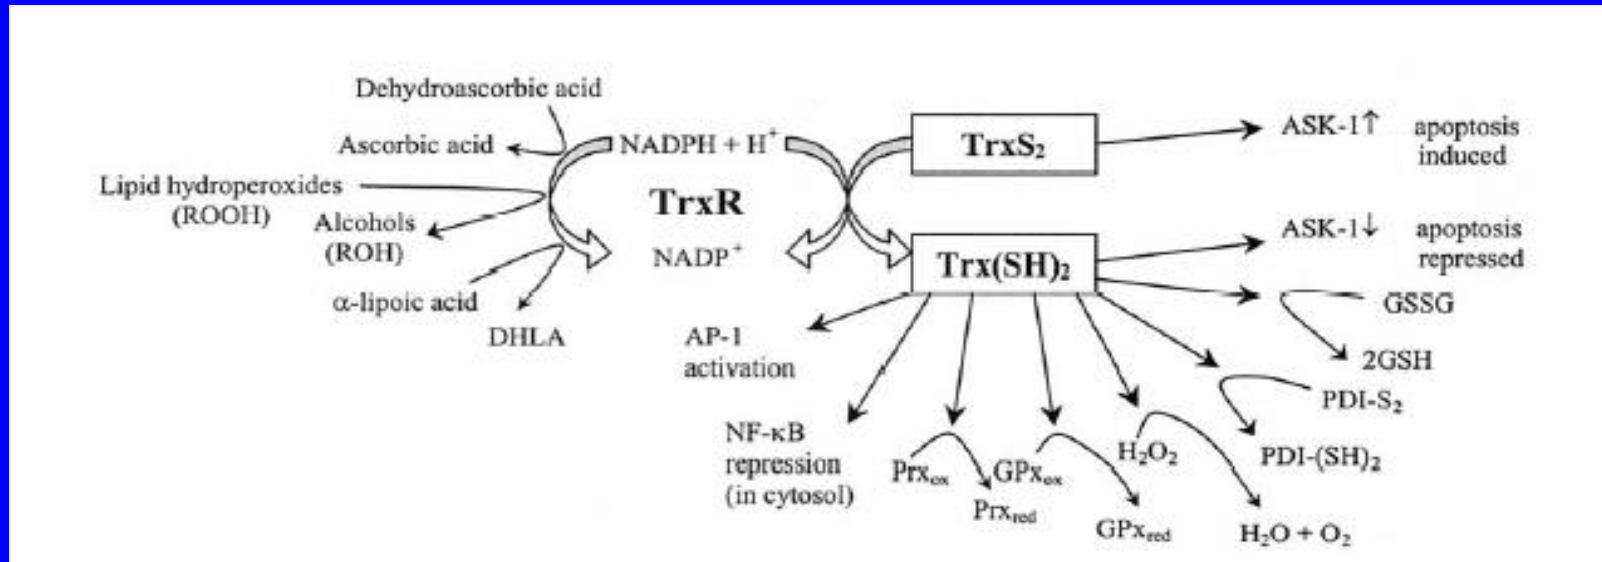 Dehydroascorbic acid
Ascorbic acid
NADPH + H⁺
TrxS₂
ASK-1↑ apoptosis
induced
Lipid hydroperoxides
(ROOH)
TrxR
Alcohols
(ROH)
NADP⁺
Trx(SH)₂
ASK-1↓ apoptosis
repressed
α-lipoic acid
DHLA
GSSG
2GSH
AP-1
activation
PDI-S₂
PDI-(SH)₂
NF-κB
repression
(in cytosol)
Prxₒₓ
Prx_red
GPxₒₓ
GPx_red
H₂O₂
H₂O + O₂